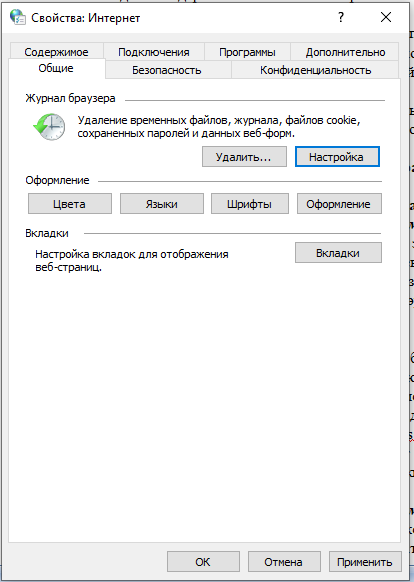 Свойства: Интернет
?
Содержимое Подключения Программы Дополнительно
Общие Безопасность Конфиденциальность
Журнал браузера
Удаление временных файлов, журнала, файлов cookie,
сохраненных паролей и данных веб-форм.
Удалить... Настройка
Оформление
Цвета Языки Шрифты Оформление
Вкладки
Настройка вкладок для отображения
веб-страниц.
Вкладки
ОК Отмена Применить